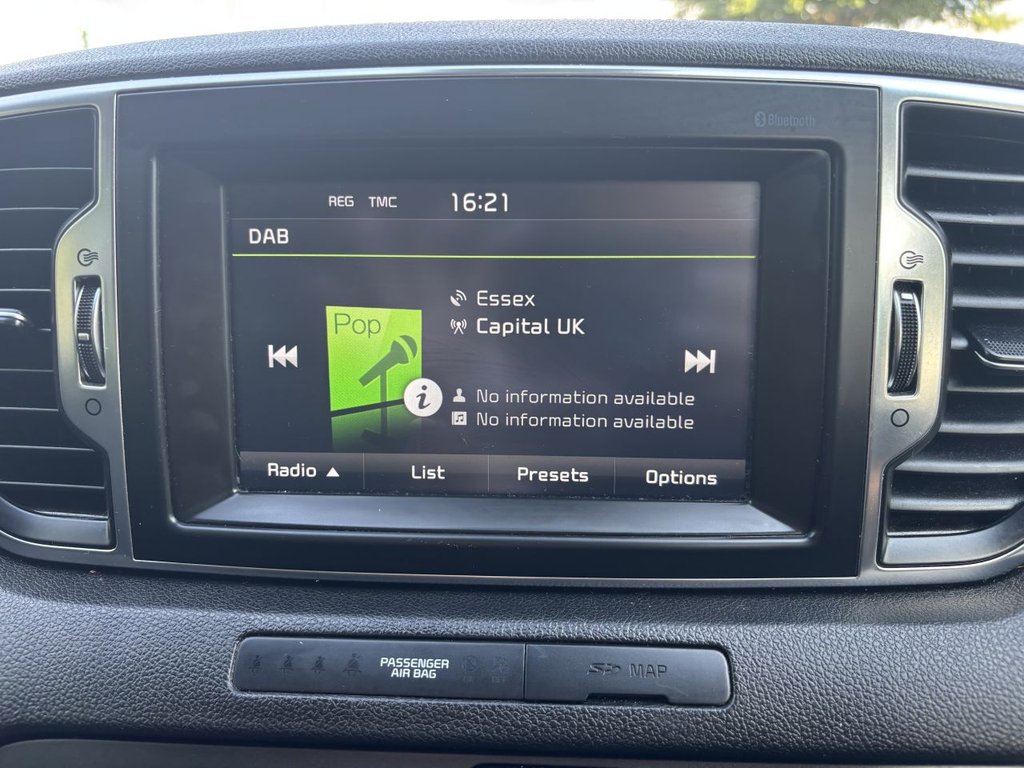 Bluetooth
REG TMC 16:21
DAB
Essex
Capital UK
Pop
i
No information available
No information available
Radio ▲ List Presets Options
PASSENGER
AIR BAG
SD MAP